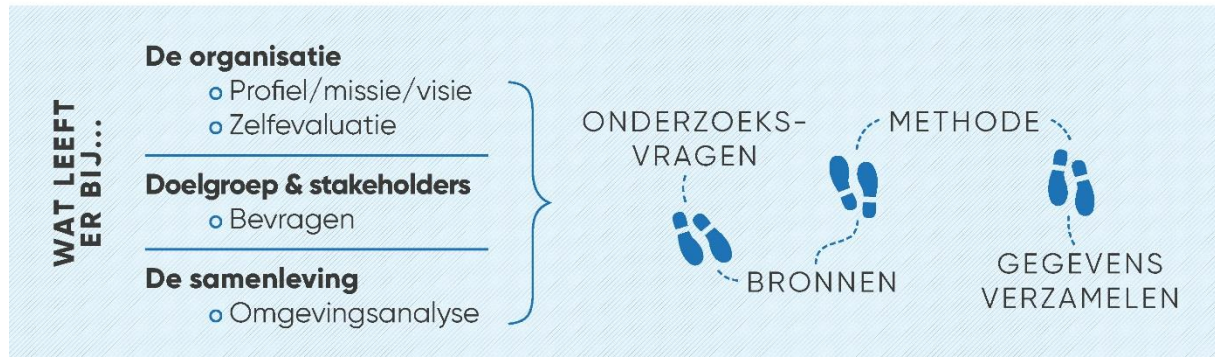 WAT LEEFT
ER BIJ...
De organisatie
Profiel/missie/visie
Zelfevaluatie
Doelgroep & stakeholders
Bevragen
De samenleving
Omgevingsanalyse
ONDERZOEKS-
VRAGEN
BRONNEN
METHODE
GEGEVENS
VERZAMELEN